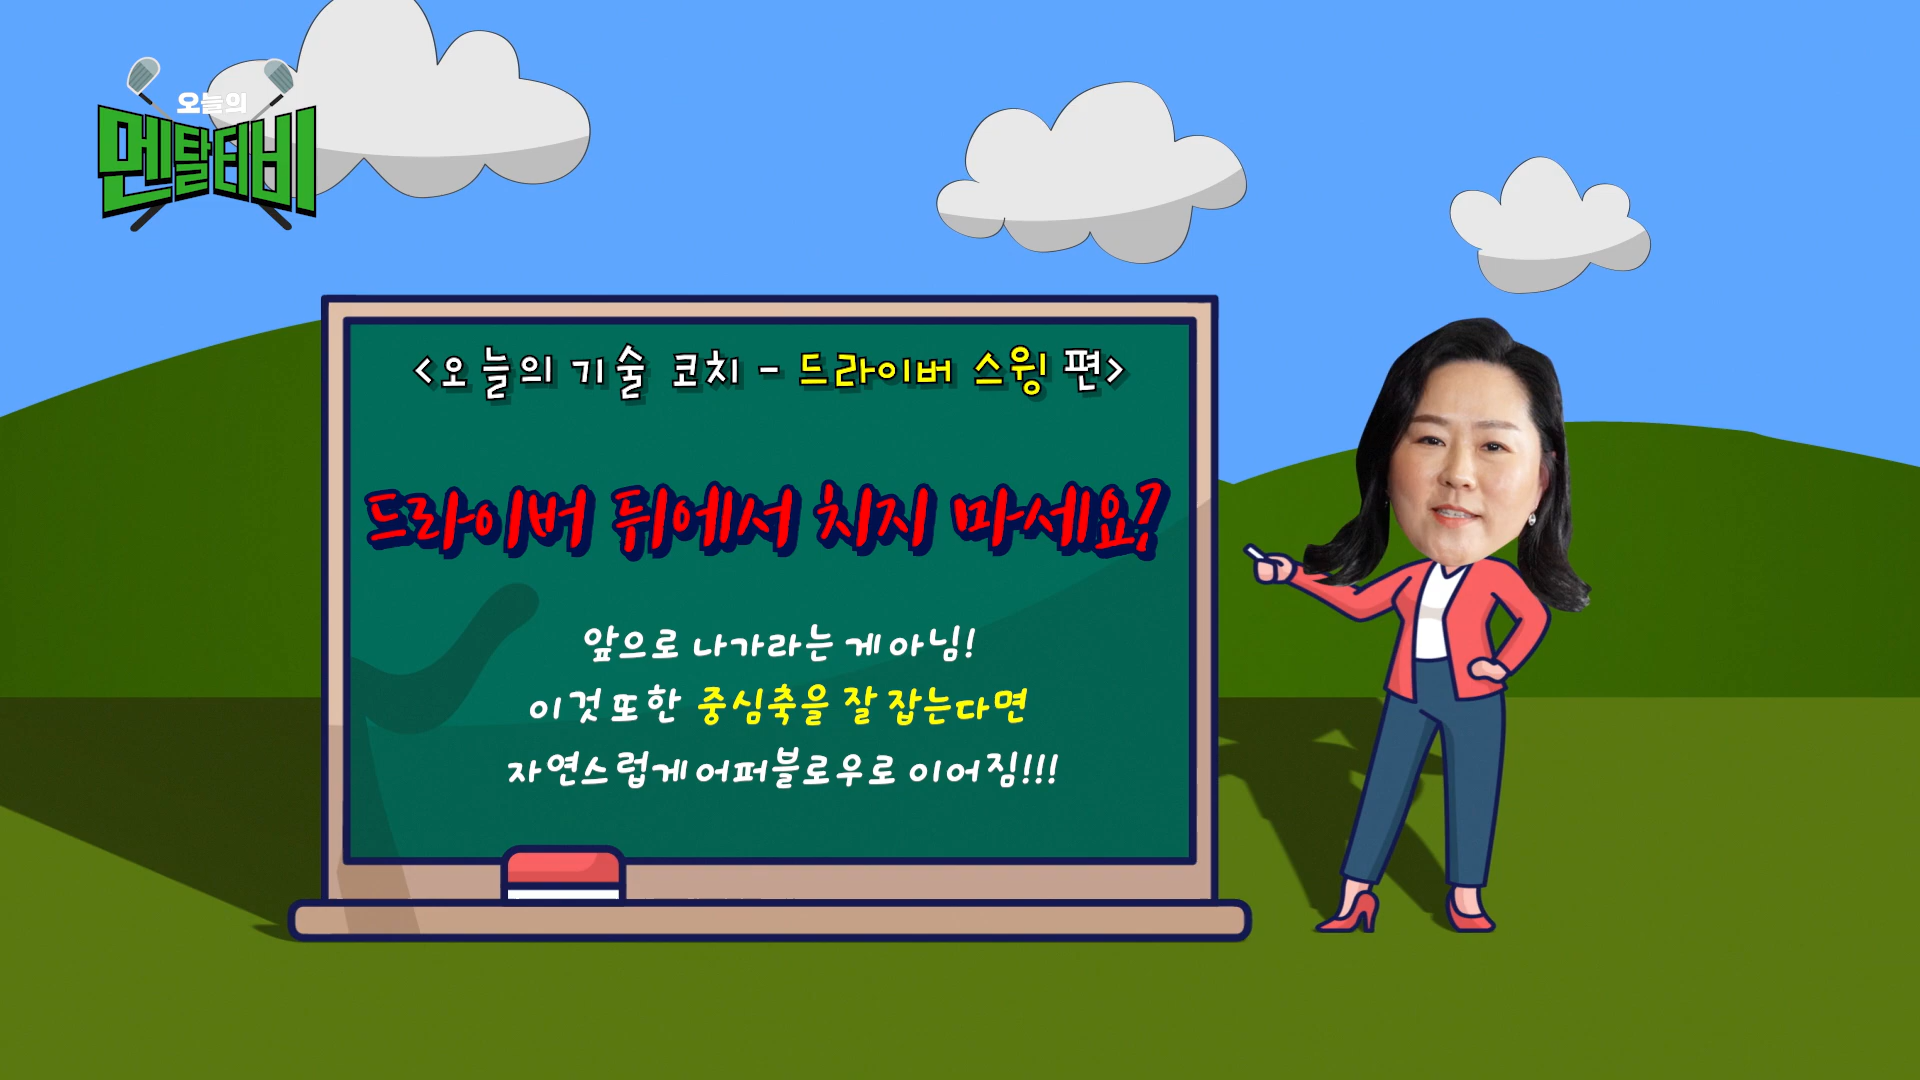 오늘의
멘탈티비
<오늘의 기술 코치 - 드라이버 스윙 편>
드라이버 뒤에서 치지 마세요?
앞으로 나가라는 게 아님!
이것 또한 중심축을 잘 잡는다면
자연스럽게 어퍼블로우로 이어짐!!!